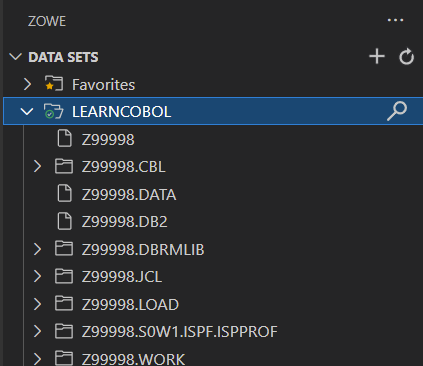 ZOWE
DATA SETS
Favorites
LEARNCOBOL
Z99998
Z99998.CBL
Z99998.DATA
Z99998.DB2
Z99998.DBRMLIB
Z99998.JCL
Z99998.LOAD
Z99998.S0W1.ISPF.ISPPROF
Z99998.WORK